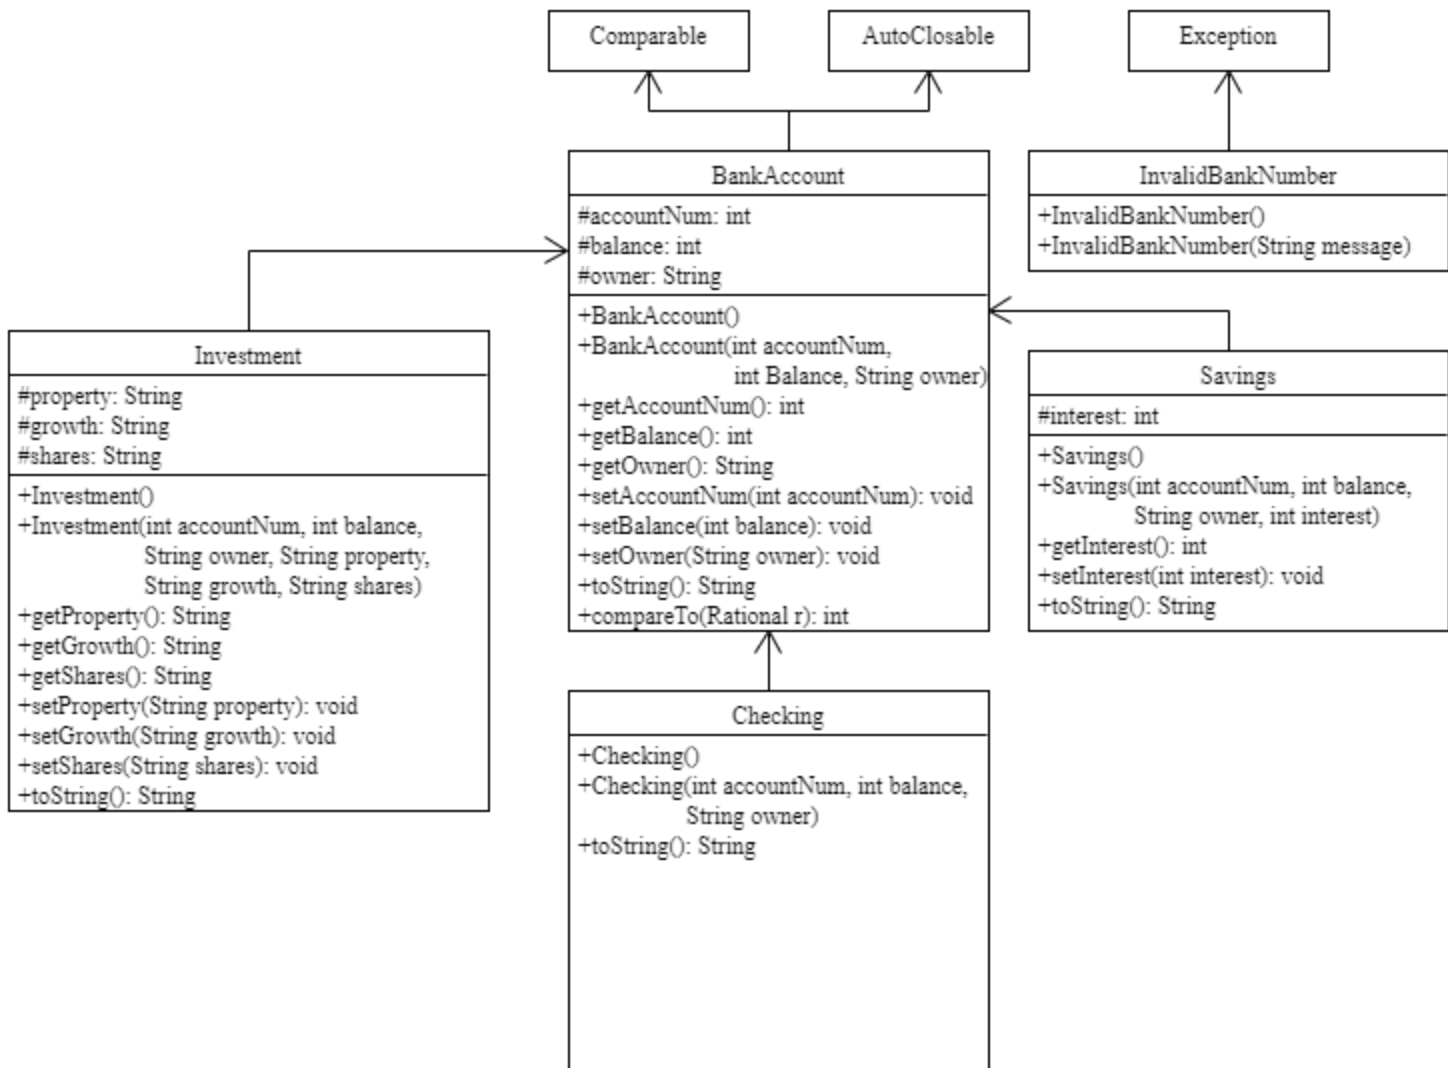 Comparable
AutoClosable
Exception
BankAccount
#accountNum: int
#balance: int
#owner: String
+BankAccount()
+BankAccount(int accountNum,
int Balance, String owner)
+getAccountNum(): int
+getBalance(): int
+getOwner(): String
+setAccountNum(int accountNum): void
+setBalance(int balance): void
+setOwner(String owner): void
+toString(): String
+compareTo(Rational r): int
InvalidBankNumber
+InvalidBankNumber()
+InvalidBankNumber(String message)
Investment
#property: String
#growth: String
#shares: String
+Investment()
+Investment(int accountNum, int balance,
String owner, String property,
String growth, String shares)
+getProperty(): String
+getGrowth(): String
+getShares(): String
+setProperty(String property): void
+setGrowth(String growth): void
+setShares(String shares): void
+toString(): String
Savings
#interest: int
+Savings()
+Savings(int accountNum, int balance,
String owner, int interest)
+getInterest(): int
+setInterest(int interest): void
+toString(): String
Checking
+Checking()
+Checking(int accountNum, int balance,
String owner)
+toString(): String